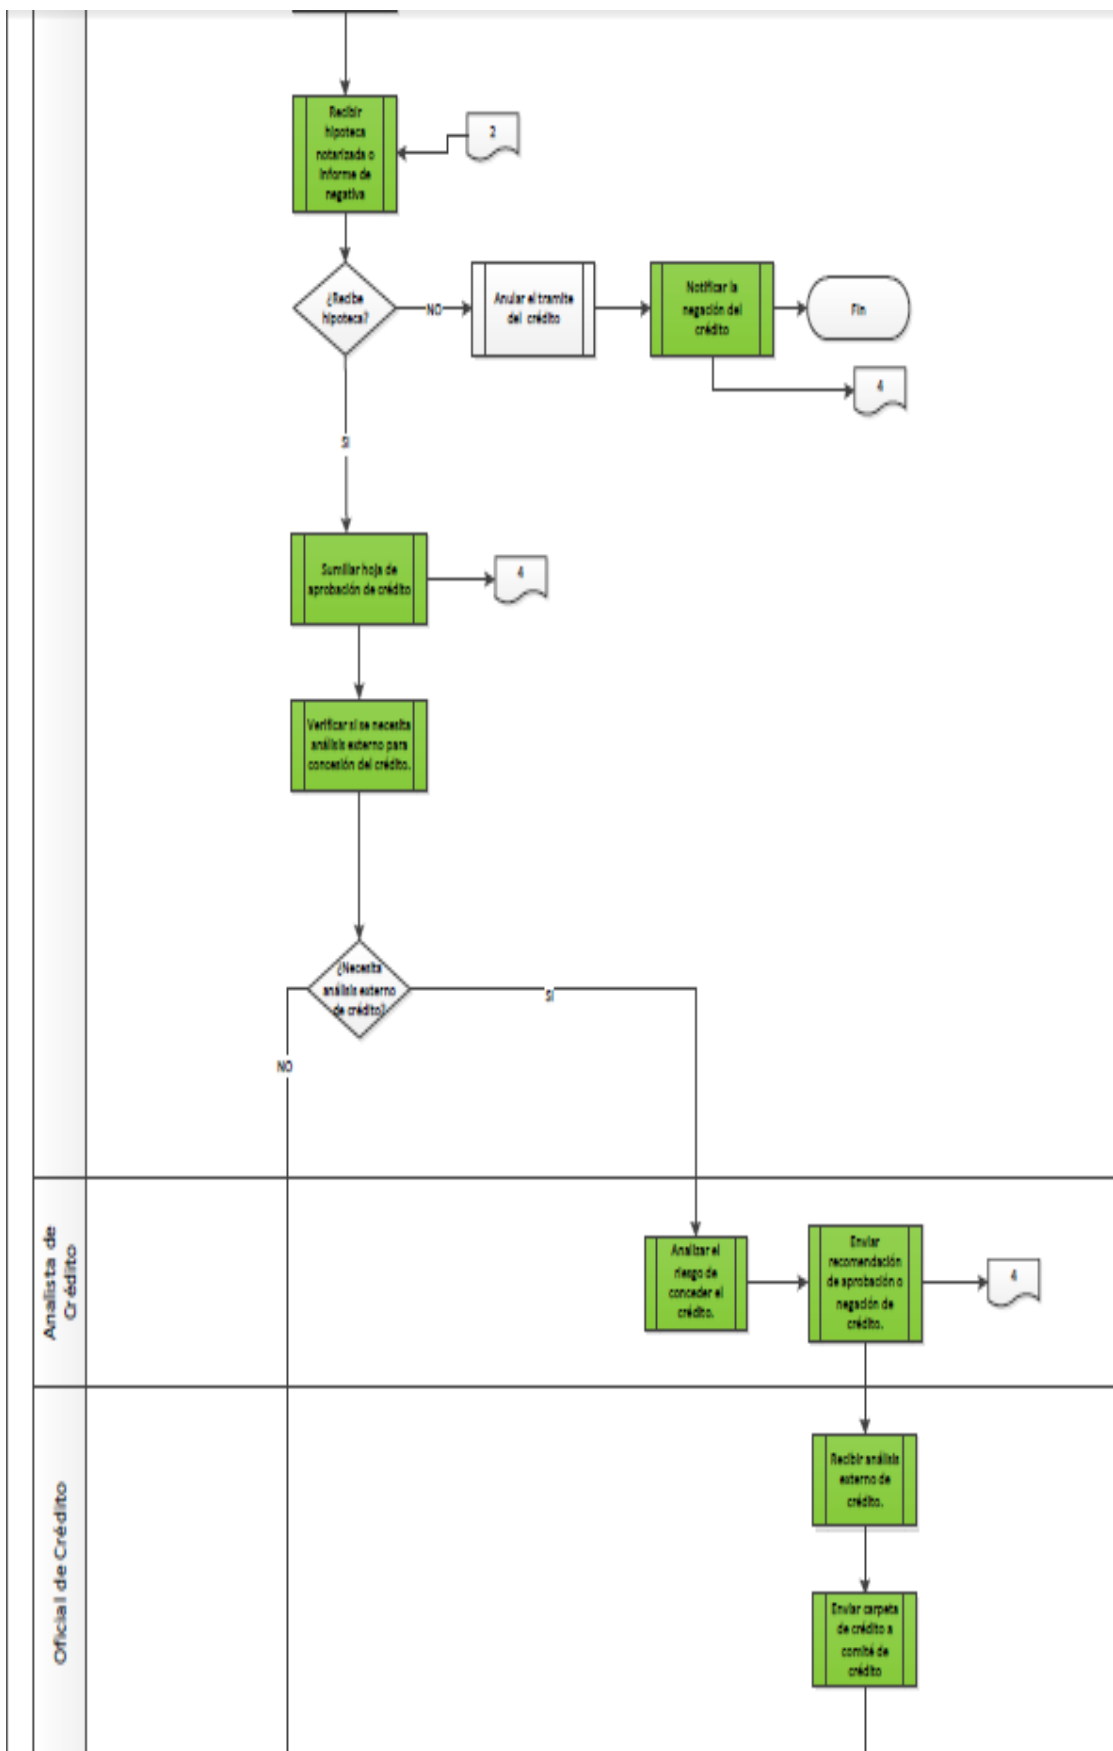 Recibir
hipoteca
notarizada o
informe de
negativa
2
¿Recibe
hipoteca?
NO
Anular el tramite
del crédito
Notificar la
negación del
crédito
Fin
4
SI
Sumillar hoja de
aprobación de crédito
4
Verificar si se necesita
análisis externo para
concesión del crédito.
¿Necesita
análisis externo
de crédito?
SI
NO
Analista de
Crédito
Analizar el
riesgo de
conceder el
crédito.
Enviar
recomendación
de aprobación o
negación de
crédito.
4
Oficial de Crédito
Recibir análisis
externo de
crédito.
Enviar carpeta
de crédito a
comité de
crédito